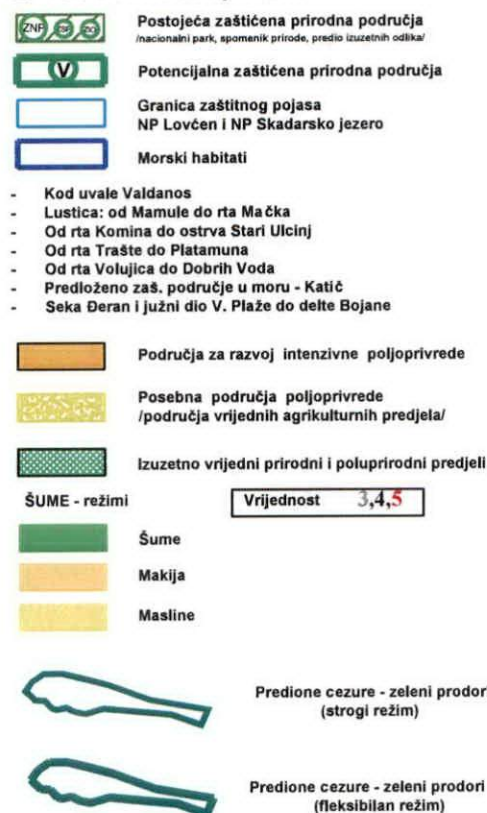 ZNP
Postojeća zaštićena prirodna područja
/nacionalni park, spomenik prirode, predio izuzetnih odlika/
V
Potencijalna zaštićena prirodna područja
Granica zaštitnog pojasa
NP Lovćen i NP Skadarsko jezero
Morski habitati
- Kod uvale Valdanos
- Lustica: od Mamule do rta Mačka
- Od rta Komina do ostrva Stari Ulcinj
- Od rta Trašte do Platamuna
- Od rta Volujica do Dobrih Voda
- Predloženo zaš. područje u moru - Katič
- Seka Đeran i južni dio V. Plaže do delte Bojane
Područja za razvoj intenzivne poljoprivrede
Posebna područja poljoprivrede
/područja vrijednih agrikulturnih predjela/
Izuzetno vrijedni prirodni i poluprirodni predjeli
ŠUME - režimi Vrijednost 3,4,5
Šume
Makija
Masline
Predione cezure - zeleni prodori
(strogi režim)
Predione cezure - zeleni prodori
(fleksibilan režim)